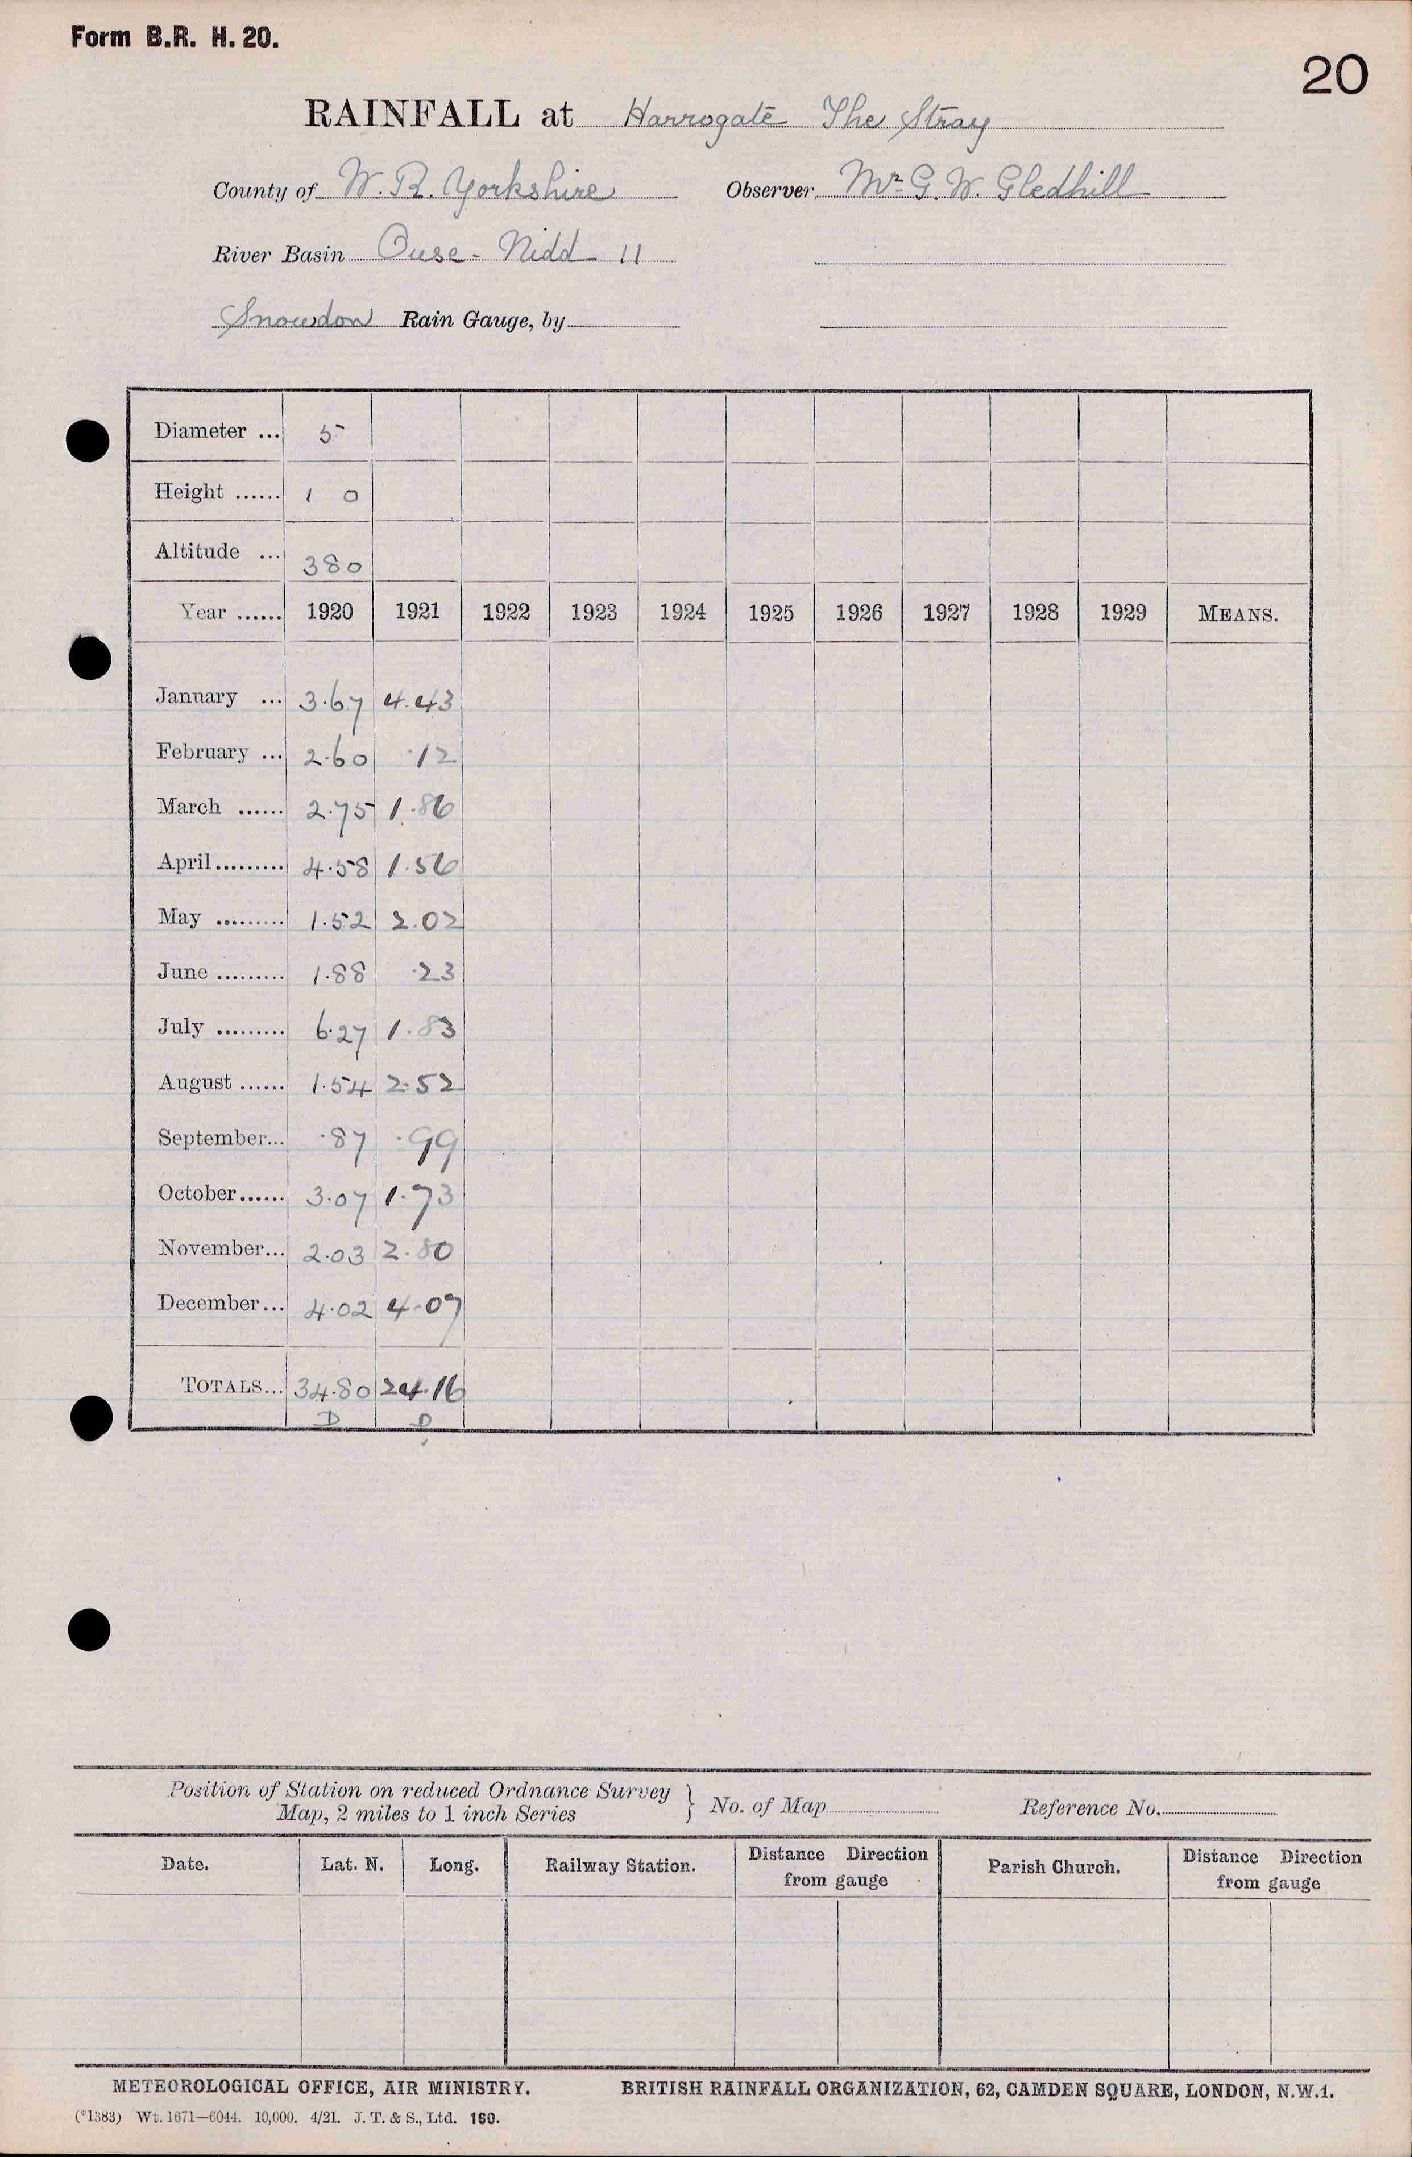 Form B.R. H. 20.
20
RAINFALL at Harrogate The Stray
County of W. R. Yorkshire Observer Mr G. W. Gledhill
River Basin Ouse - Nidd 11
Snowdon Rain Gauge, by
Diameter ... 5
Height ...... 1 0
Altitude ... 380
Year ...... 1920 1921 1922 1923 1924 1925 1926 1927 1928 1929 MEANS.
January ... 3.67 4.43
February ... 2.60 .12
March ...... 2.75 1.86
April......... 4.58 1.56
May ......... 1.52 2.02
June ......... 1.88 .23
July ......... 6.27 1.83
August ...... 1.54 2.52
September... .87 .99
October...... 3.07 1.73
November... 2.03 2.80
December... 4.02 4.07
TOTALS... 34.80 24.16
D D
Position of Station on reduced Ordnance Survey
Map, 2 miles to 1 inch Series } No. of Map Reference No.
Date. Lat. N. Long. Railway Station. Distance Direction from gauge Parish Church. Distance Direction from gauge
METEOROLOGICAL OFFICE, AIR MINISTRY. BRITISH RAINFALL ORGANIZATION, 62, CAMDEN SQUARE, LONDON, N.W.1.
(*1383) Wt. 1671—6044. 10,000. 4/21. J. T. & S., Ltd. 160.